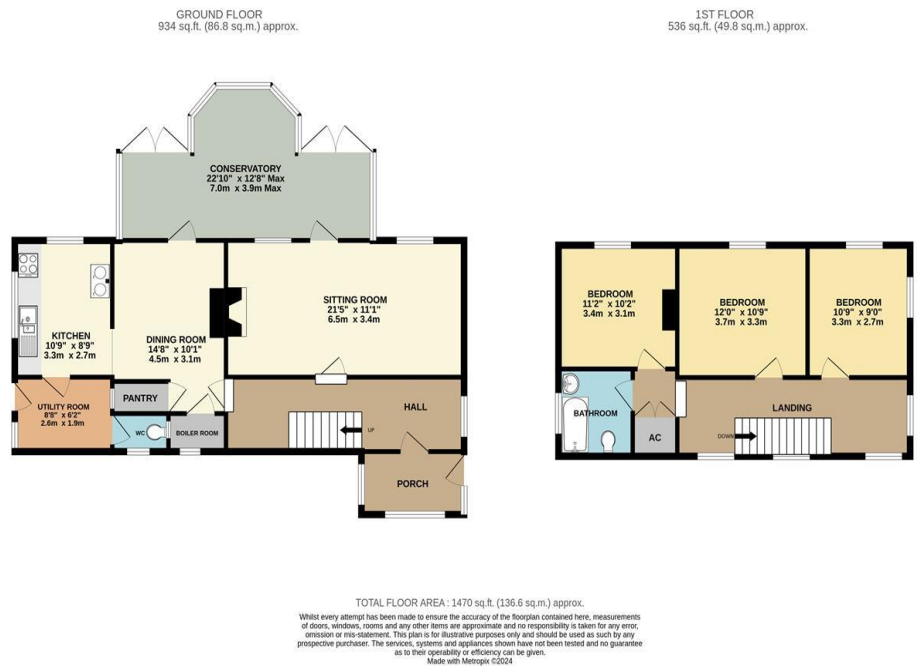 GROUND FLOOR
934 sq.ft. (86.8 sq.m.) approx.
1ST FLOOR
536 sq.ft. (49.8 sq.m.) approx.
CONSERVATORY
22'10" x 12'8" Max
7.0m x 3.9m Max
KITCHEN
10'9" x 8'9"
3.3m x 2.7m
DINING ROOM
14'8" x 10'1"
4.5m x 3.1m
SITTING ROOM
21'5" x 11'1"
6.5m x 3.4m
UTILITY ROOM
8'8" x 6'2"
2.6m x 1.9m
PANTRY
WC
BOILER ROOM
HALL
UP
PORCH
BEDROOM
11'2" x 10'2"
3.4m x 3.1m
BEDROOM
12'0" x 10'9"
3.7m x 3.3m
BEDROOM
10'9" x 9'0"
3.3m x 2.7m
BATHROOM
AC
LANDING
DOWN
TOTAL FLOOR AREA : 1470 sq.ft. (136.6 sq.m.) approx.
Whilst every attempt has been made to ensure the accuracy of the floorplan contained here, measurements
of doors, windows, rooms and any other items are approximate and no responsibility is taken for any error,
omission or mis-statement. This plan is for illustrative purposes only and should be used as such by any
prospective purchaser. The services, systems and appliances shown have not been tested and no guarantee
as to their operability or efficiency can be given.
Made with Metropix ©2024